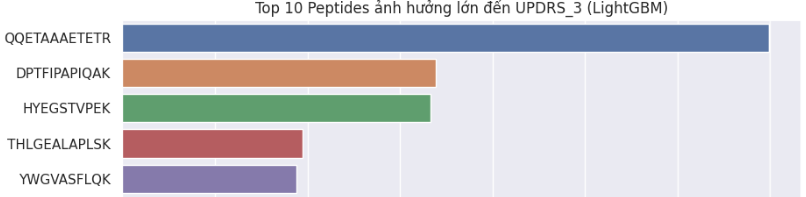 Top 10 Peptides ảnh hưởng lớn đến UPDRS_3 (LightGBM)
QQETAAAETETR
DPTFIPAPIQAK
HYEGSTVPEK
THLGEALAPLSK
YWGVASFLQK